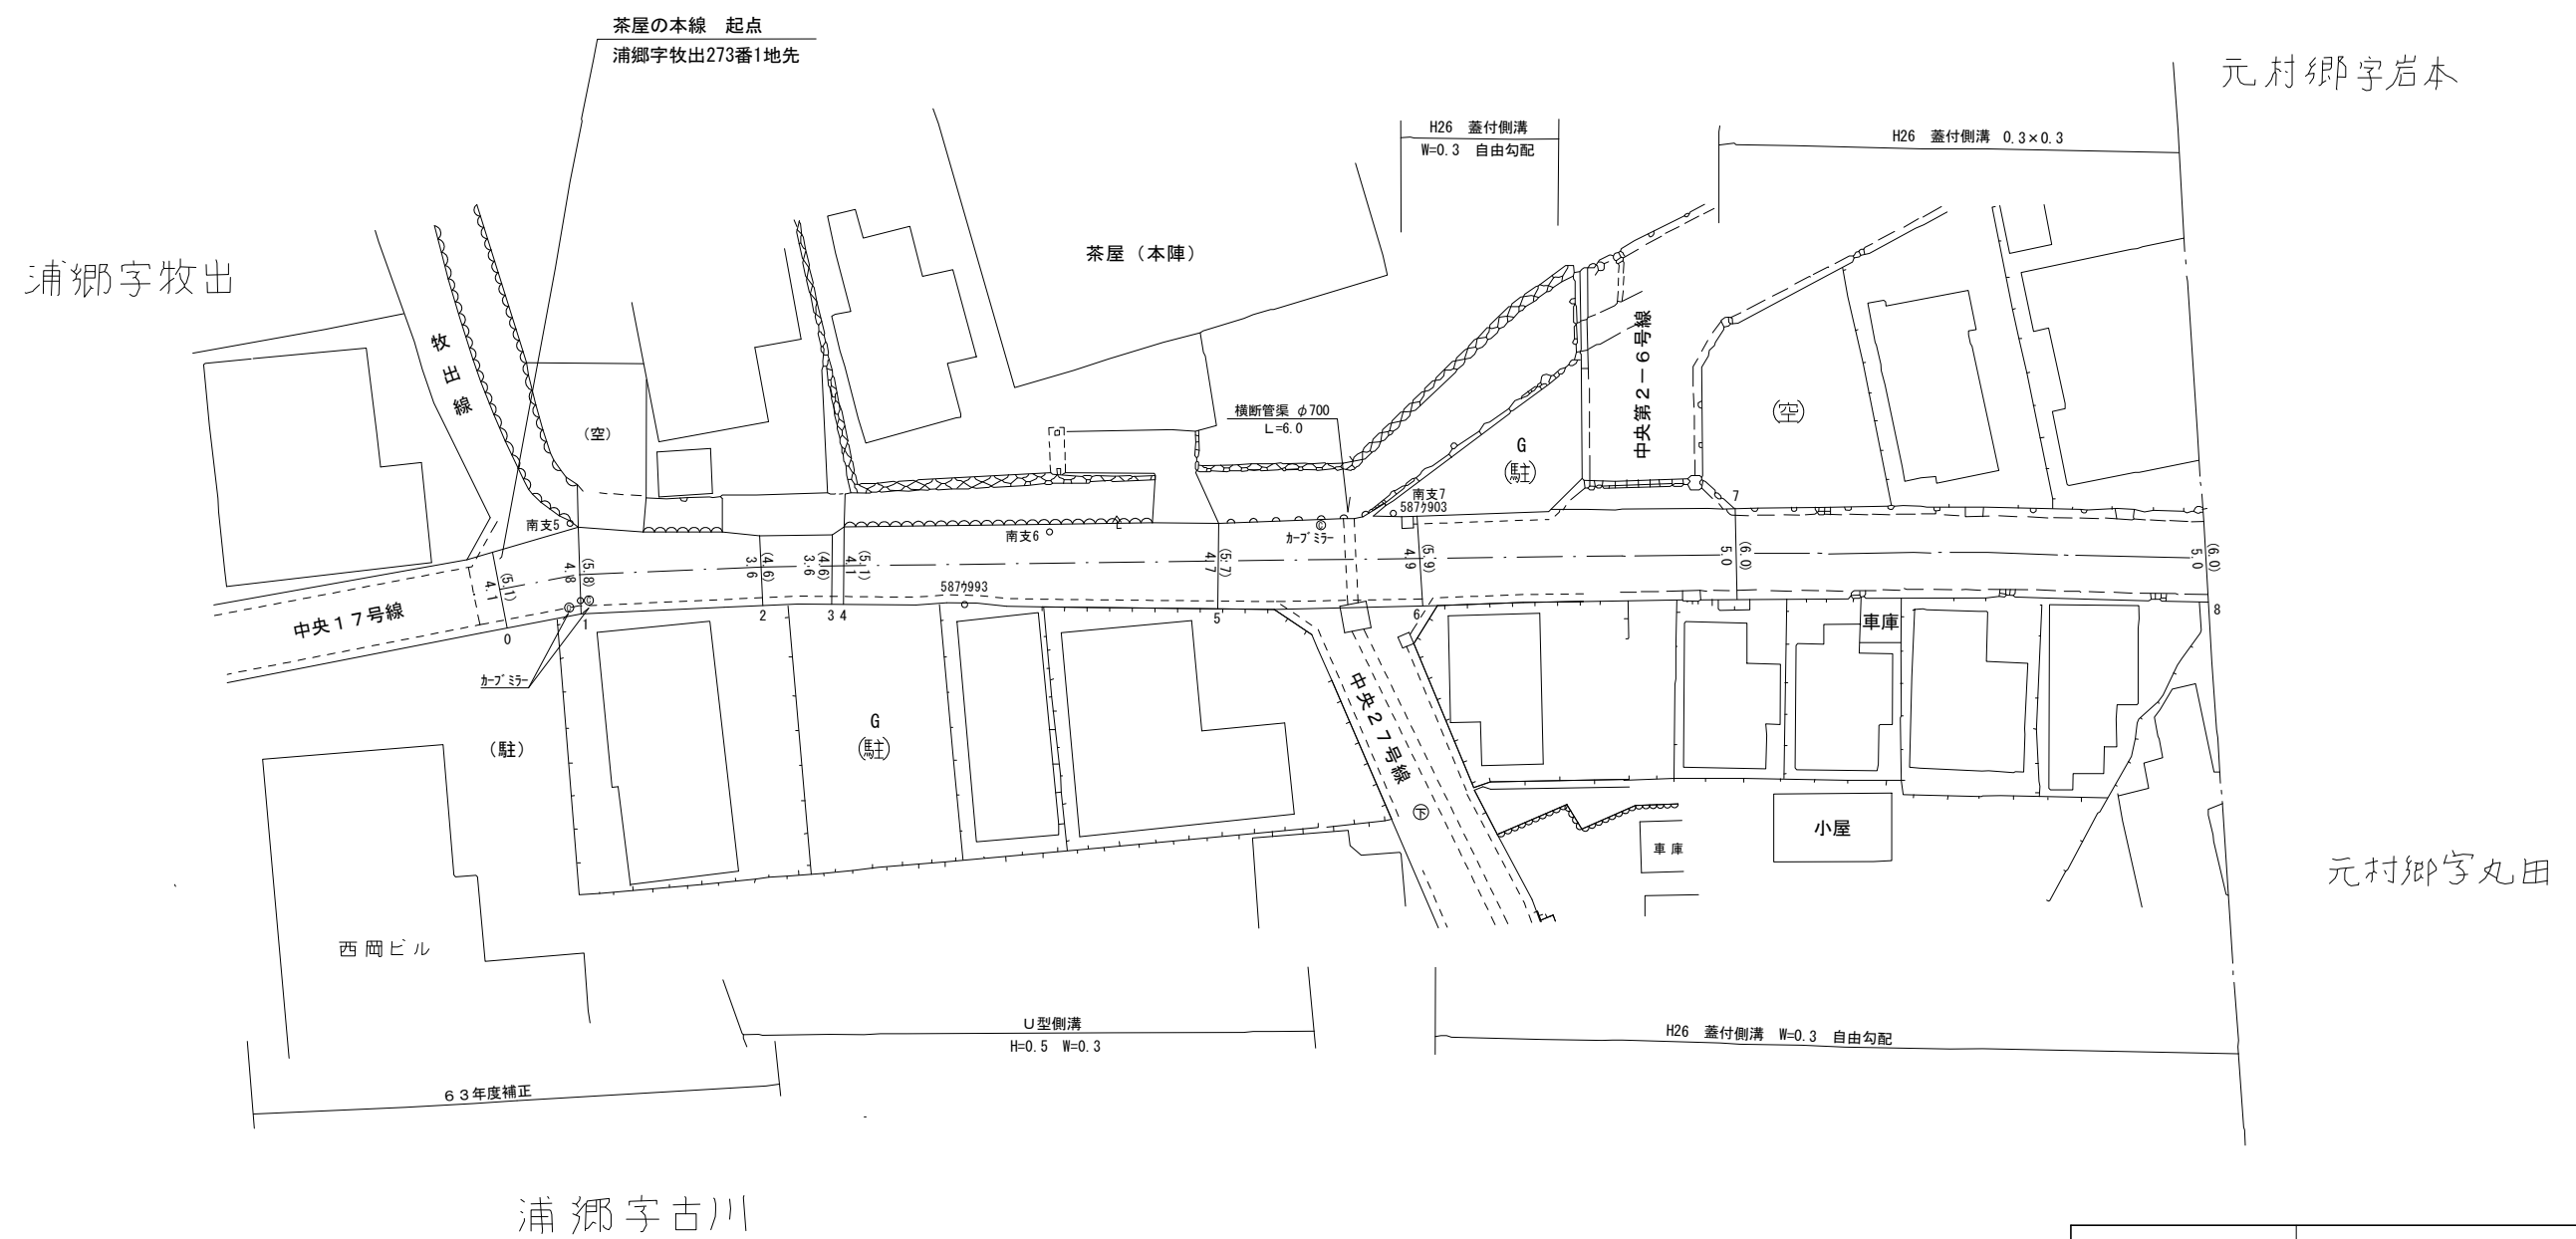 茶屋の本線　起点
浦郷字牧出273番1地先
元村郷字岩本
H26　蓋付側溝
W=0.3　自由勾配
H26　蓋付側溝　0.3×0.3
浦郷字牧出
茶屋（本陣）
牧出線
中央第２－６号線
（空）
（空）
横断管渠 φ700
L=6.0
G
（駐）
南支5
南支6
南支7
587ｸ903
7
ｶｰﾌﾞﾐﾗｰ
4.1
(5.1)
4.8
(5.8)
3.6
(4.6)
3.6
(4.6)
4.1
(5.1)
4.7
(5.7)
4.9
(5.9)
5.0
(6.0)
5.0
(6.0)
587ｸ993
中央１７号線
0
1
2
3
4
5
6
8
車庫
ｶｰﾌﾞﾐﾗｰ
（駐）
G
（駐）
中央２７号線
下
車庫
小屋
元村郷字丸田
西岡ビル
U型側溝
H=0.5　W=0.3
H26　蓋付側溝　W=0.3　自由勾配
６３年度補正
浦郷字古川